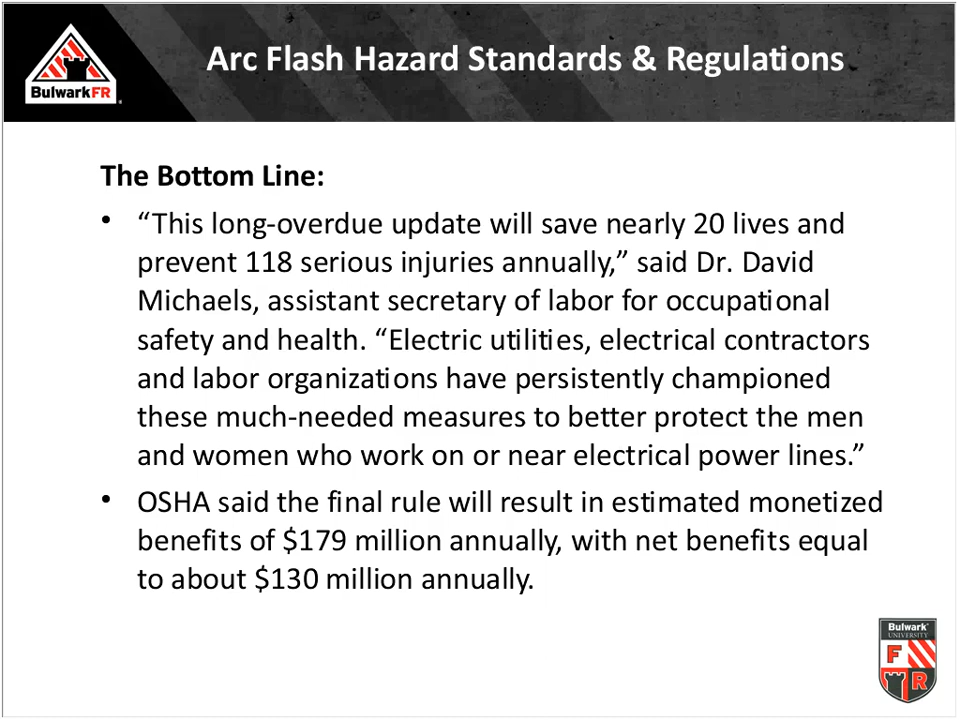 BulwarkFR
Arc Flash Hazard Standards & Regulations
The Bottom Line:
• “This long-overdue update will save nearly 20 lives and
prevent 118 serious injuries annually,” said Dr. David
Michaels, assistant secretary of labor for occupational
safety and health. “Electric utilities, electrical contractors
and labor organizations have persistently championed
these much-needed measures to better protect the men
and women who work on or near electrical power lines.”
• OSHA said the final rule will result in estimated monetized
benefits of $179 million annually, with net benefits equal
to about $130 million annually.
Bulwark
UNIVERSITY
F
R